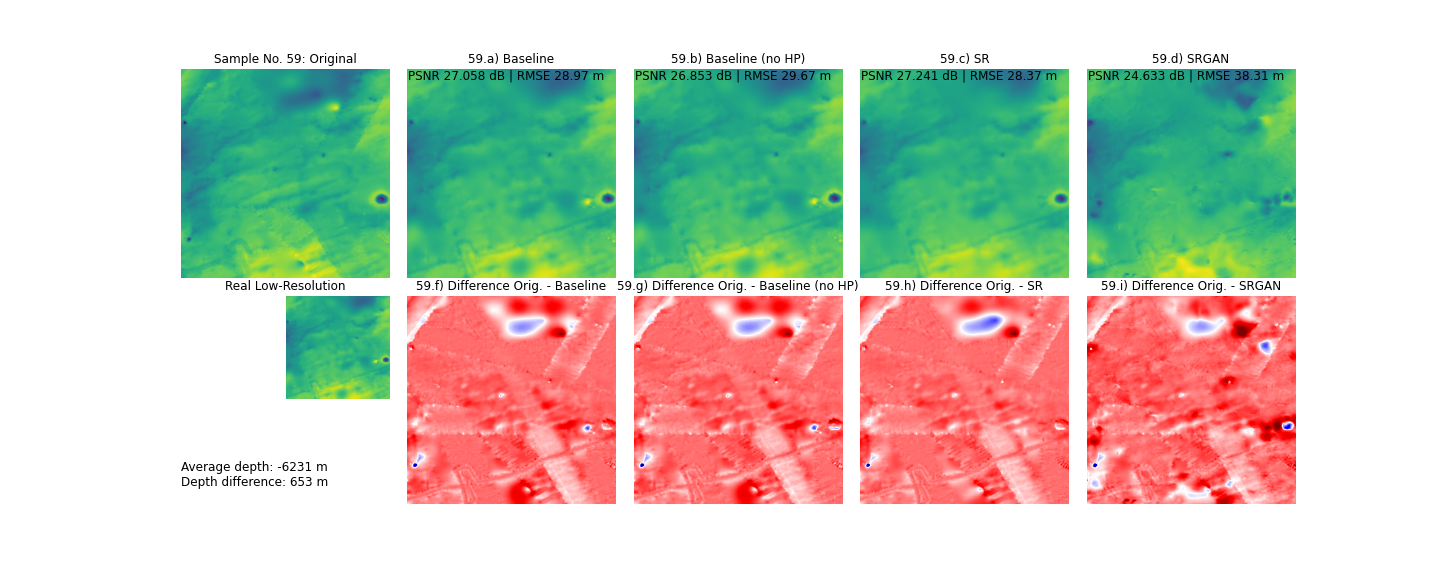 Sample No. 59: Original
59.a) Baseline
59.b) Baseline (no HP)
59.c) SR
59.d) SRGAN
PSNR 27.058 dB | RMSE 28.97 m
PSNR 26.853 dB | RMSE 29.67 m
PSNR 27.241 dB | RMSE 28.37 m
PSNR 24.633 dB | RMSE 38.31 m
Real Low-Resolution
59.f) Difference Orig. - Baseline
59.g) Difference Orig. - Baseline (no HP)
59.h) Difference Orig. - SR
59.i) Difference Orig. - SRGAN
Average depth: -6231 m
Depth difference: 653 m